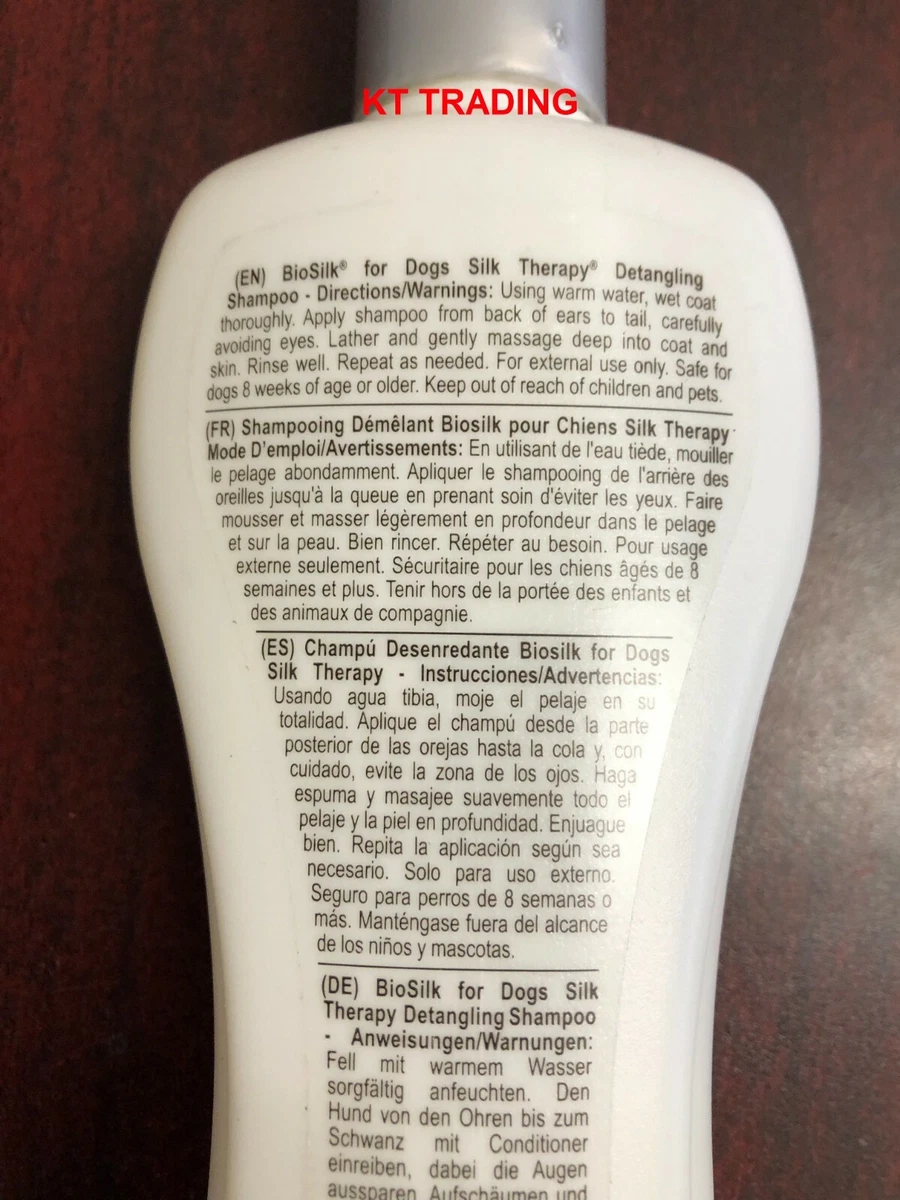 KT TRADING
(EN) BioSilk® for Dogs Silk Therapy® Detangling
Shampoo - Directions/Warnings: Using warm water, wet coat
thoroughly. Apply shampoo from back of ears to tail, carefully
avoiding eyes. Lather and gently massage deep into coat and
skin. Rinse well. Repeat as needed. For external use only. Safe for
dogs 8 weeks of age or older. Keep out of reach of children and pets.
(FR) Shampooing Démêlant Biosilk pour Chiens Silk Therapy
Mode D'emploi/Avertissements: En utilisant de l'eau tiède, mouiller
le pelage abondamment. Apliquer le shampooing de l'arrière des
oreilles jusqu'à la queue en prenant soin d'éviter les yeux. Faire
mousser et masser légèrement en profondeur dans le pelage
et sur la peau. Bien rincer. Répéter au besoin. Pour usage
externe seulement. Sécuritaire pour les chiens âgés de 8
semaines et plus. Tenir hors de la portée des enfants et
des animaux de compagnie.
(ES) Champú Desenredante Biosilk for Dogs
Silk Therapy - Instrucciones/Advertencias:
Usando agua tibia, moje el pelaje en su
totalidad. Aplique el champú desde la parte
posterior de las orejas hasta la cola y, con
cuidado, evite la zona de los ojos. Haga
espuma y masajee suavemente todo el
pelaje y la piel en profundidad. Enjuague
bien. Repita la aplicación según sea
necesario. Solo para uso externo.
Seguro para perros de 8 semanas o
más. Manténgase fuera del alcance
de los niños y mascotas.
(DE) BioSilk for Dogs Silk
Therapy Detangling Shampoo
- Anweisungen/Warnungen:
Fell mit warmem Wasser
sorgfältig anfeuchten. Den
Hund von den Ohren bis zum
Schwanz mit Conditioner
einreiben, dabei die Augen
aussparen Aufschäumen und